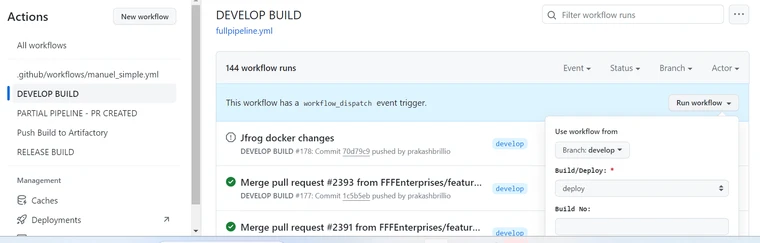 Actions
New workflow
All workflows
.github/workflows/manuel_simple.yml
DEVELOP BUILD
PARTIAL PIPELINE - PR CREATED
Push Build to Artifactory
RELEASE BUILD
Management
Caches
Deployments
DEVELOP BUILD
fullpipeline.yml
Filter workflow runs
144 workflow runs
Event
Status
Branch
Actor
This workflow has a workflow_dispatch event trigger.
Run workflow
Jfrog docker changes
DEVELOP BUILD #178: Commit 70d79c9 pushed by prakashbrillio
develop
Merge pull request #2393 from FFFEnterprises/featur...
DEVELOP BUILD #177: Commit 1c5b5eb pushed by prakashbrillio
develop
Merge pull request #2391 from FFFEnterprises/featur...
develop
Use workflow from
Branch: develop
Build/Deploy: *
deploy
Build No: